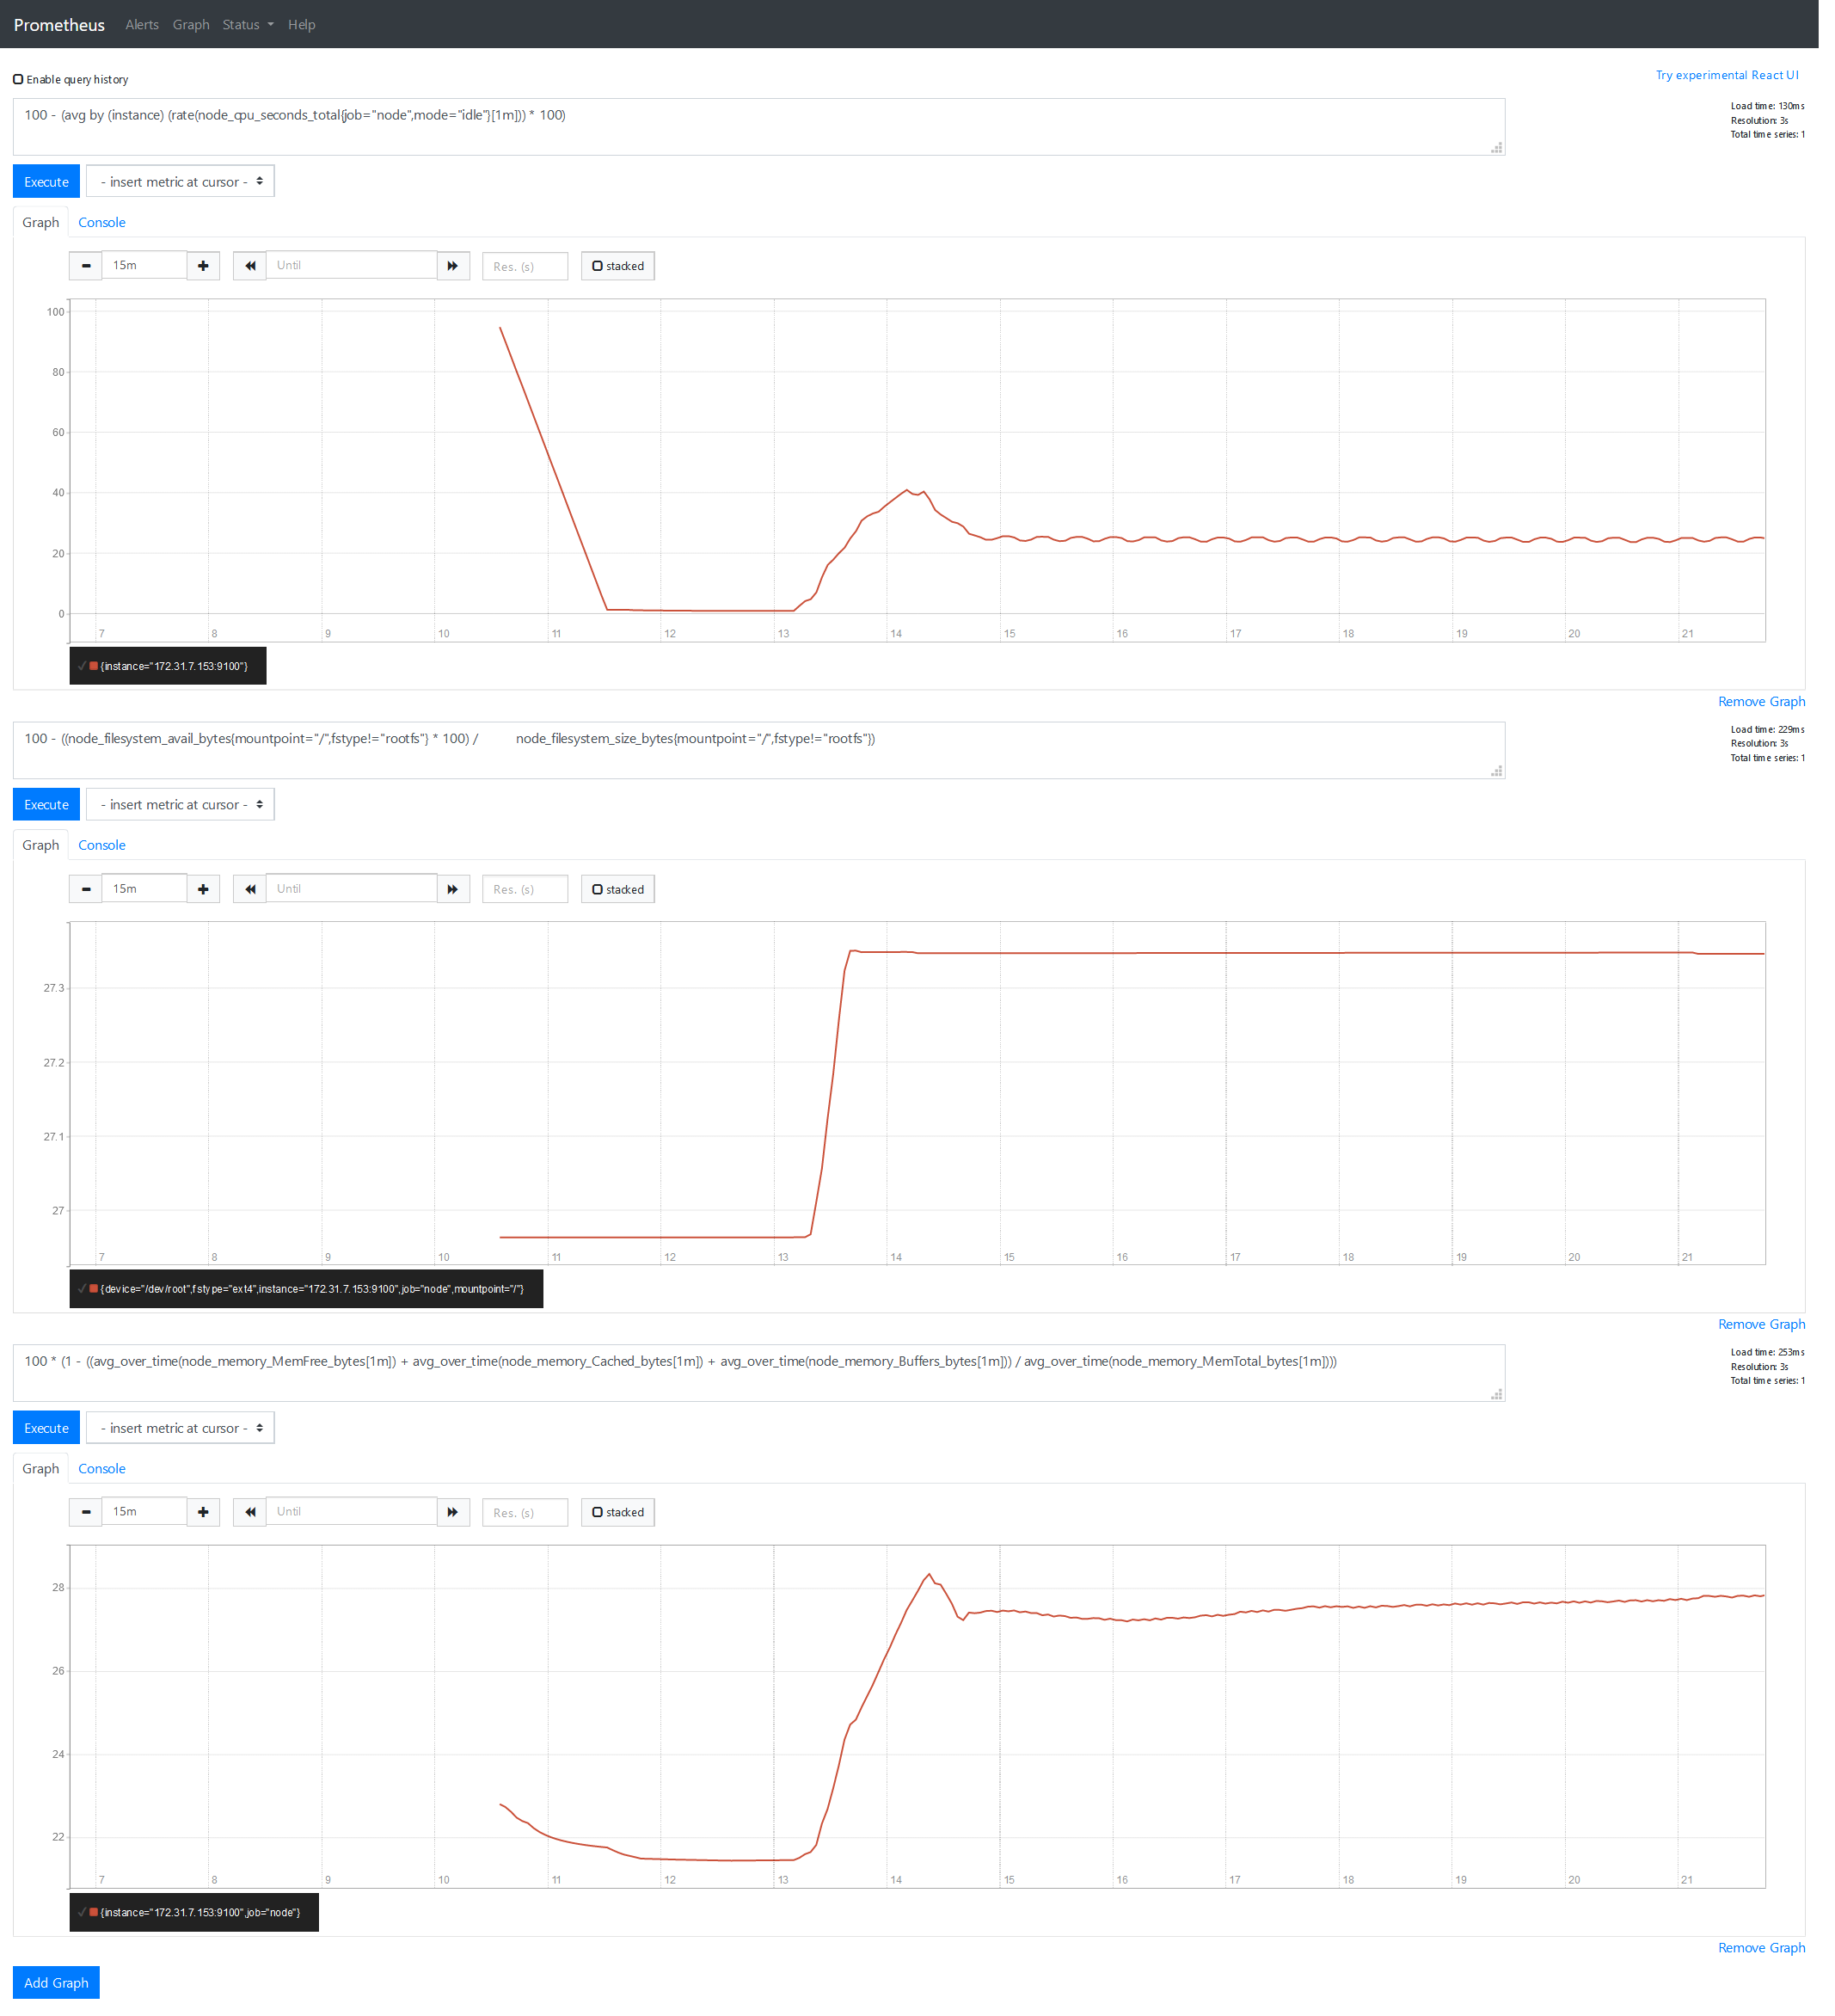 Prometheus Alerts Graph Status Help
Enable query history
Try experimental React UI
100 - (avg by (instance) (rate(node_cpu_seconds_total{job="node",mode="idle"}[1m])) * 100)
Load time: 130ms
Resolution: 3s
Total time series: 1
Execute - insert metric at cursor -
Graph Console
15m Until Res. (s) stacked
100
80
60
40
20
0
7 8 9 10 11 12 13 14 15 16 17 18 19 20 21
{instance="172.31.7.153:9100"}
Remove Graph
100 - ((node_filesystem_avail_bytes{mountpoint="/",fstype!="rootfs"} * 100) / node_filesystem_size_bytes{mountpoint="/",fstype!="rootfs"})
Load time: 229ms
Resolution: 3s
Total time series: 1
Execute - insert metric at cursor -
Graph Console
15m Until Res. (s) stacked
27.3
27.2
27.1
27
7 8 9 10 11 12 13 14 15 16 17 18 19 20 21
{device="/dev/root",fstype="ext4",instance="172.31.7.153:9100",job="node",mountpoint="/"}
Remove Graph
100 * (1 - ((avg_over_time(node_memory_MemFree_bytes[1m]) + avg_over_time(node_memory_Cached_bytes[1m]) + avg_over_time(node_memory_Buffers_bytes[1m])) / avg_over_time(node_memory_MemTotal_bytes[1m])))
Load time: 253ms
Resolution: 3s
Total time series: 1
Execute - insert metric at cursor -
Graph Console
15m Until Res. (s) stacked
28
26
24
22
7 8 9 10 11 12 13 14 15 16 17 18 19 20 21
{instance="172.31.7.153:9100",job="node"}
Remove Graph
Add Graph